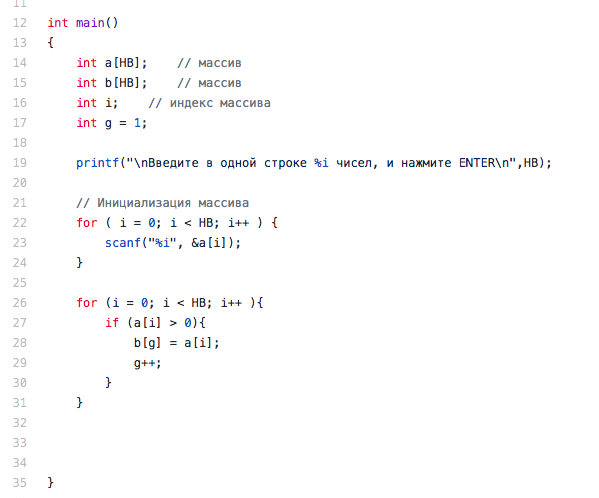 11
12 int main()
13 {
14     int a[HB];    // массив
15     int b[HB];    // массив
16     int i;    // индекс массива
17     int g = 1;
18
19     printf("\nВведите в одной строке %i чисел, и нажмите ENTER\n",HB);
20
21     // Инициализация массива
22     for ( i = 0; i < HB; i++ ) {
23         scanf("%i", &a[i]);
24     }
25
26     for (i = 0; i < HB; i++ ){
27         if (a[i] > 0){
28             b[g] = a[i];
29             g++;
30         }
31     }
32
33
34
35 }